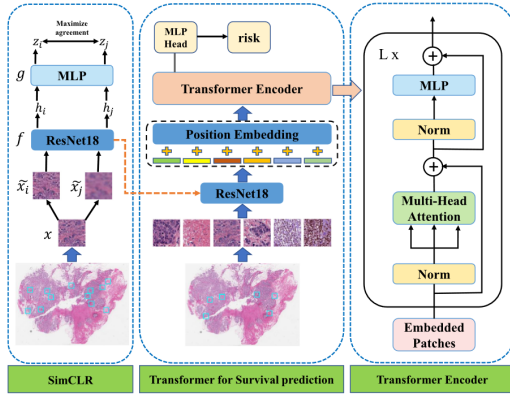 Maximize
agreement
z_i z_j
g MLP
h_i h_j
f ResNet18
x̃_i x̃_j
x
SimCLR
MLP
Head
risk
Transformer Encoder
Position Embedding
ResNet18
Transformer for Survival prediction
L x
MLP
Norm
Multi-Head
Attention
Norm
Embedded
Patches
Transformer Encoder